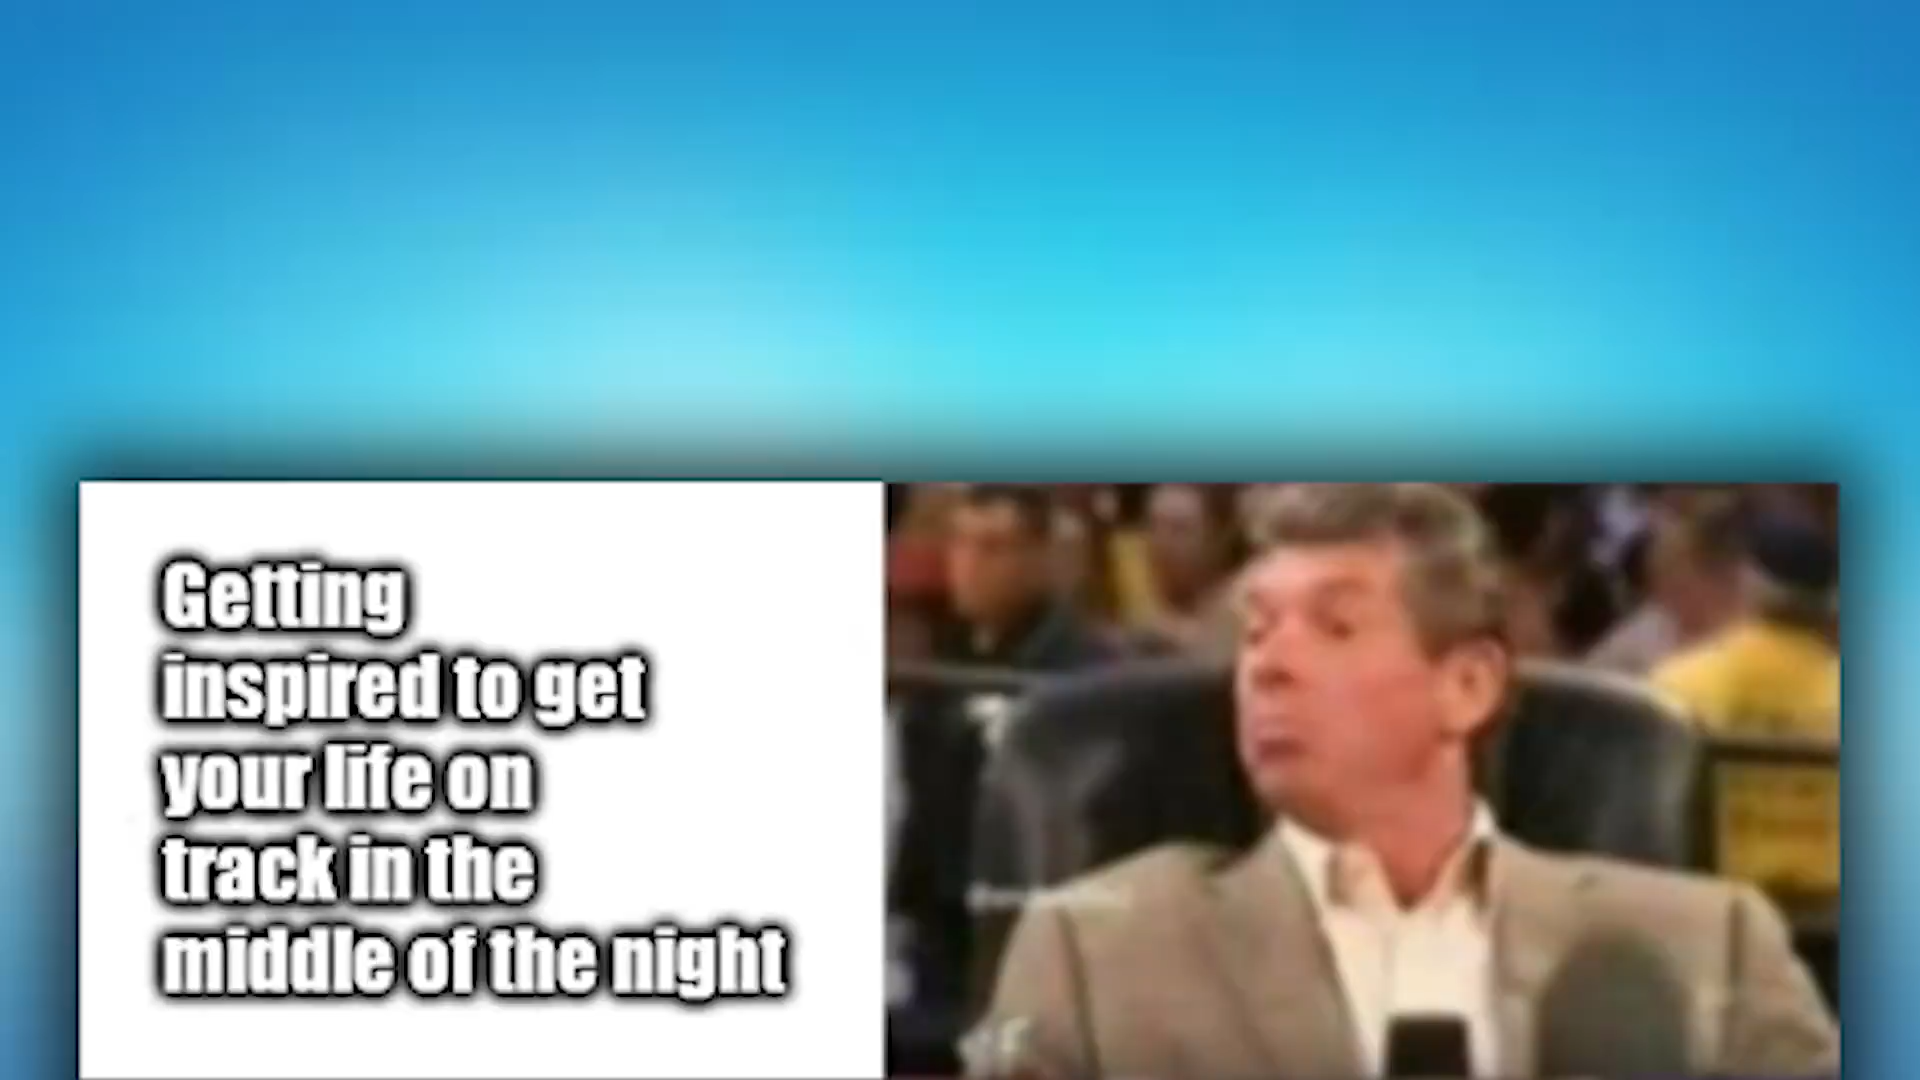 Getting
inspired to get
your life on
track in the
middle of the night